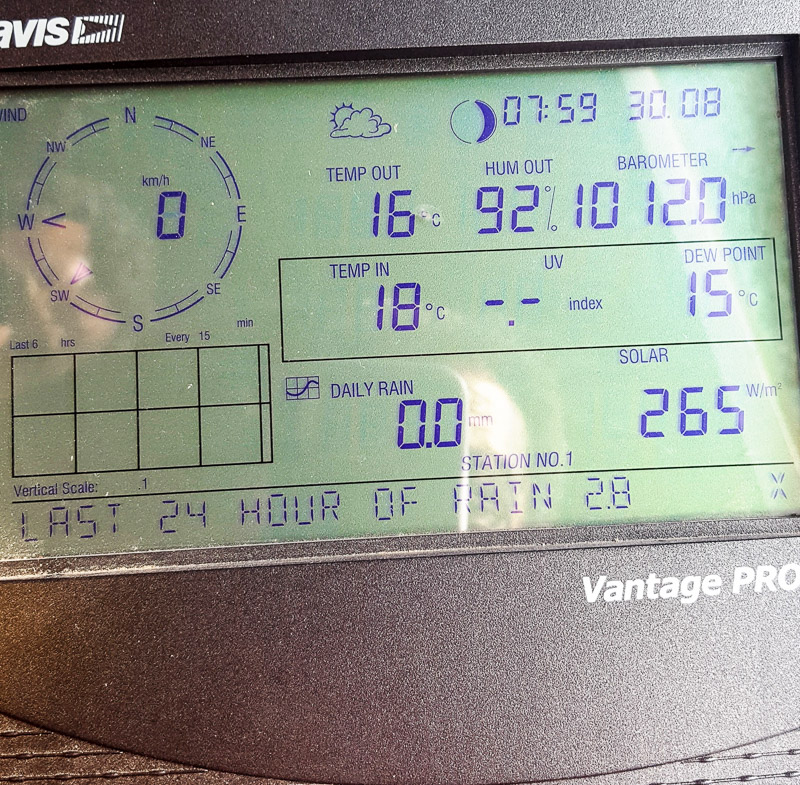 AVIS
WIND N 07:59 30.08
NW NE
km/h TEMP OUT HUM OUT BAROMETER
W 0 E 16°C 92% 1012.0 hPa
TEMP IN UV DEW POINT
SW SE 18°C -.- index 15°C
S
Last 6 hrs Every 15 min
SOLAR
DAILY RAIN
0.0 mm 265 W/m²
STATION NO.1
Vertical Scale: .1
LAST 24 HOUR OF RAIN 2.8 X
Vantage PRO